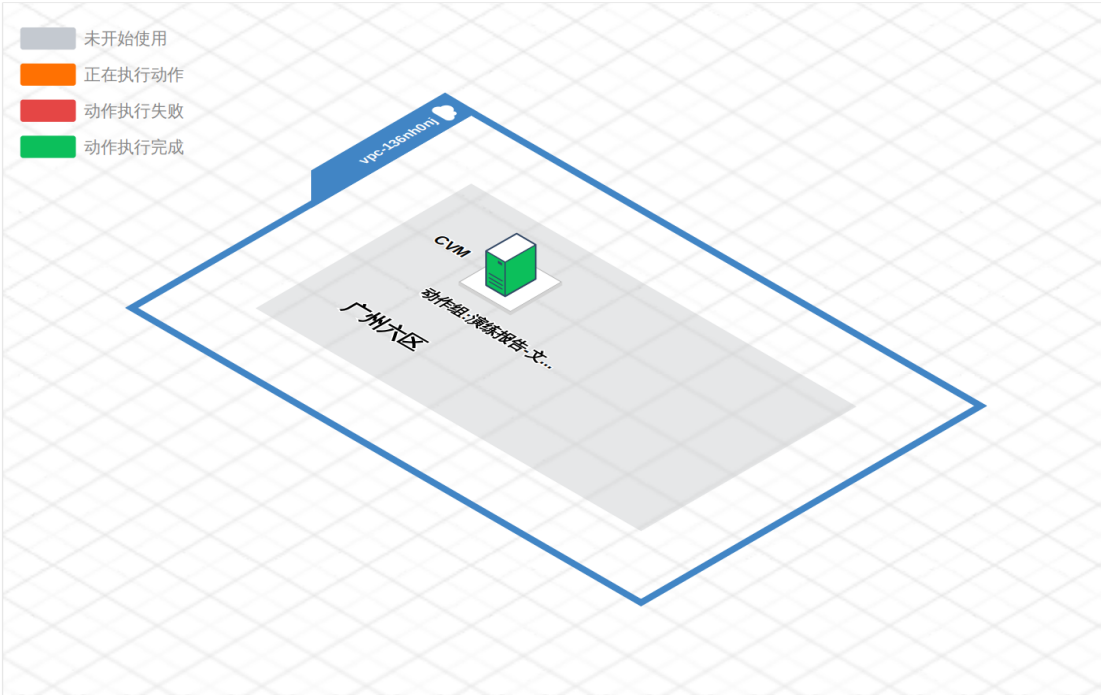 未开始使用
正在执行动作
动作执行失败
动作执行完成
vpc-136nh0nj
CVM
动作组:演练报告-文...
广州六区